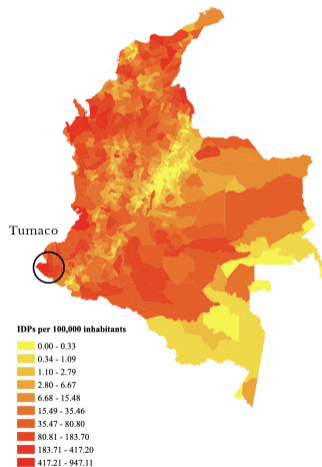 Tumaco
IDPs per 100,000 inhabitants
0.00 - 0.33
0.34 - 1.09
1.10 - 2.79
2.80 - 6.67
6.68 - 15.48
15.49 - 35.46
35.47 - 80.80
80.81 - 183.70
183.71 - 417.20
417.21 - 947.11